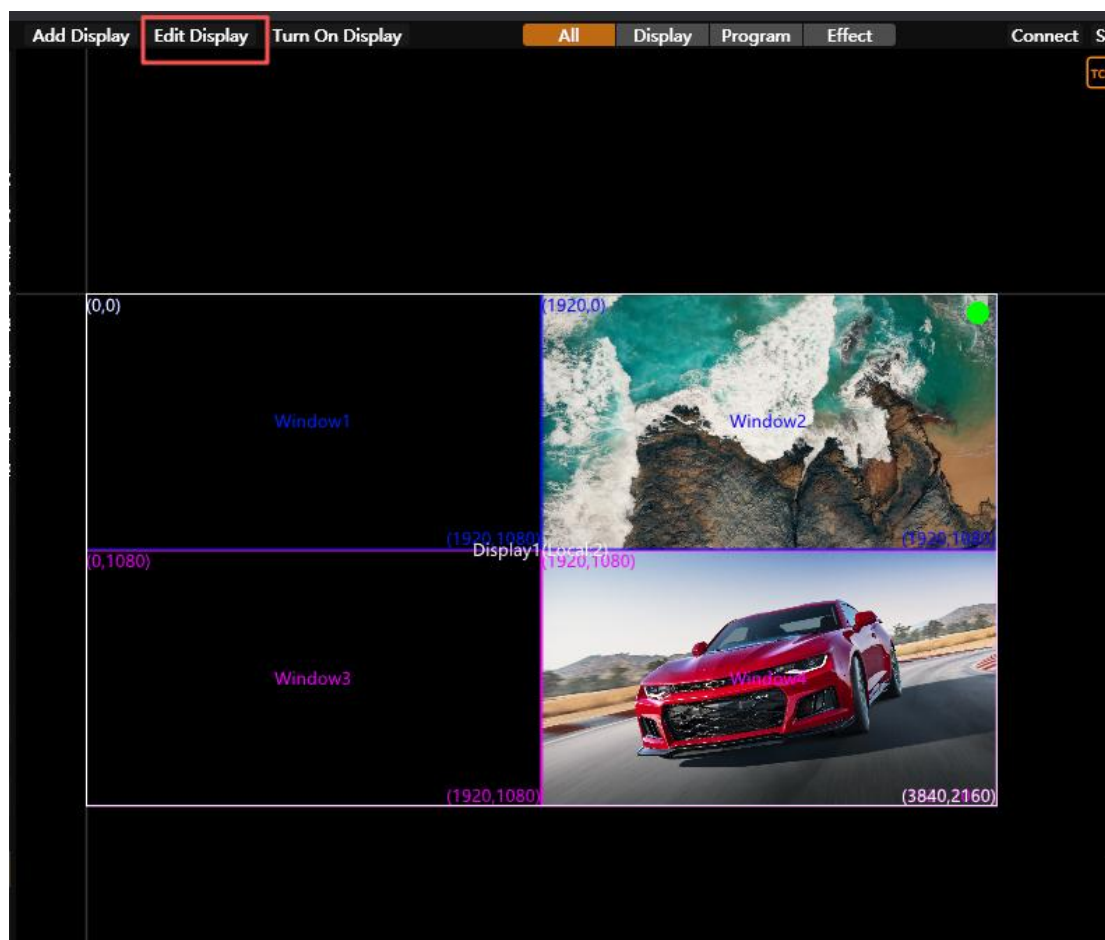 Add Display Edit Display Turn On Display All Display Program Effect Connect S
TC
(0,0) (1920,0)
Window1 Window2
(1920,1080) (1920,1080)
Display1(Local:2)
(0,1080) (1920,1080)
Window3 Window4
(1920,1080) (3840,2160)